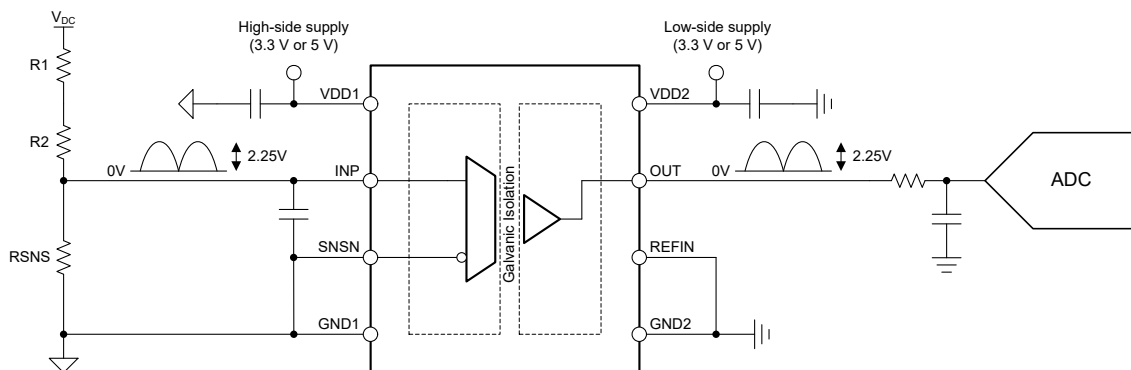 V_DC
R1
R2
RSNS
High-side supply
(3.3 V or 5 V)
Low-side supply
(3.3 V or 5 V)
VDD1
VDD2
0V
2.25V
INP
OUT
0V
2.25V
ADC
SNSN
REFIN
GND1
GND2
Galvanic Isolation